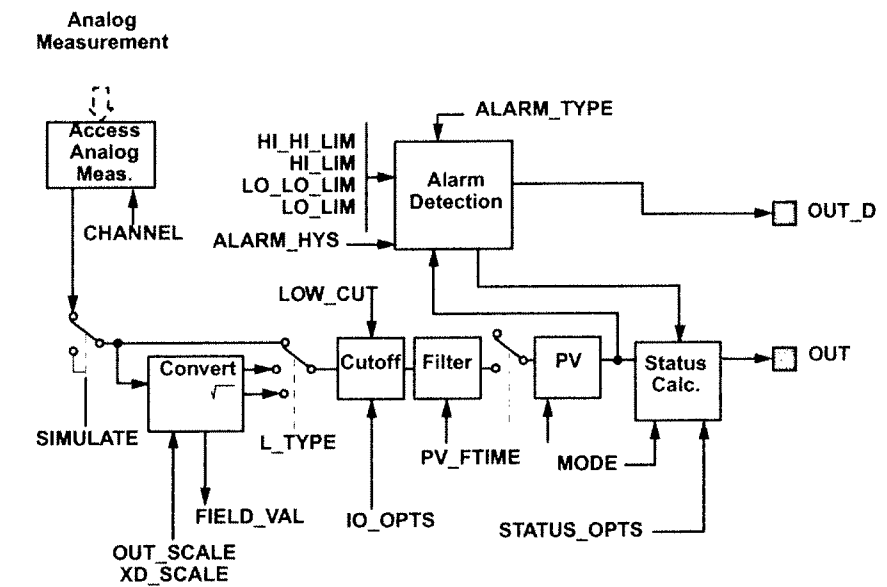 Analog
Measurement
Access
Analog
Meas.
CHANNEL
HI_HI_LIM
HI_LIM
LO_LO_LIM
LO_LIM
ALARM_HYS
ALARM_TYPE
Alarm
Detection
OUT_D
LOW_CUT
Convert
√
Cutoff
Filter
PV
Status
Calc.
OUT
SIMULATE
L_TYPE
PV_FTIME
MODE
FIELD_VAL
IO_OPTS
STATUS_OPTS
OUT_SCALE
XD_SCALE